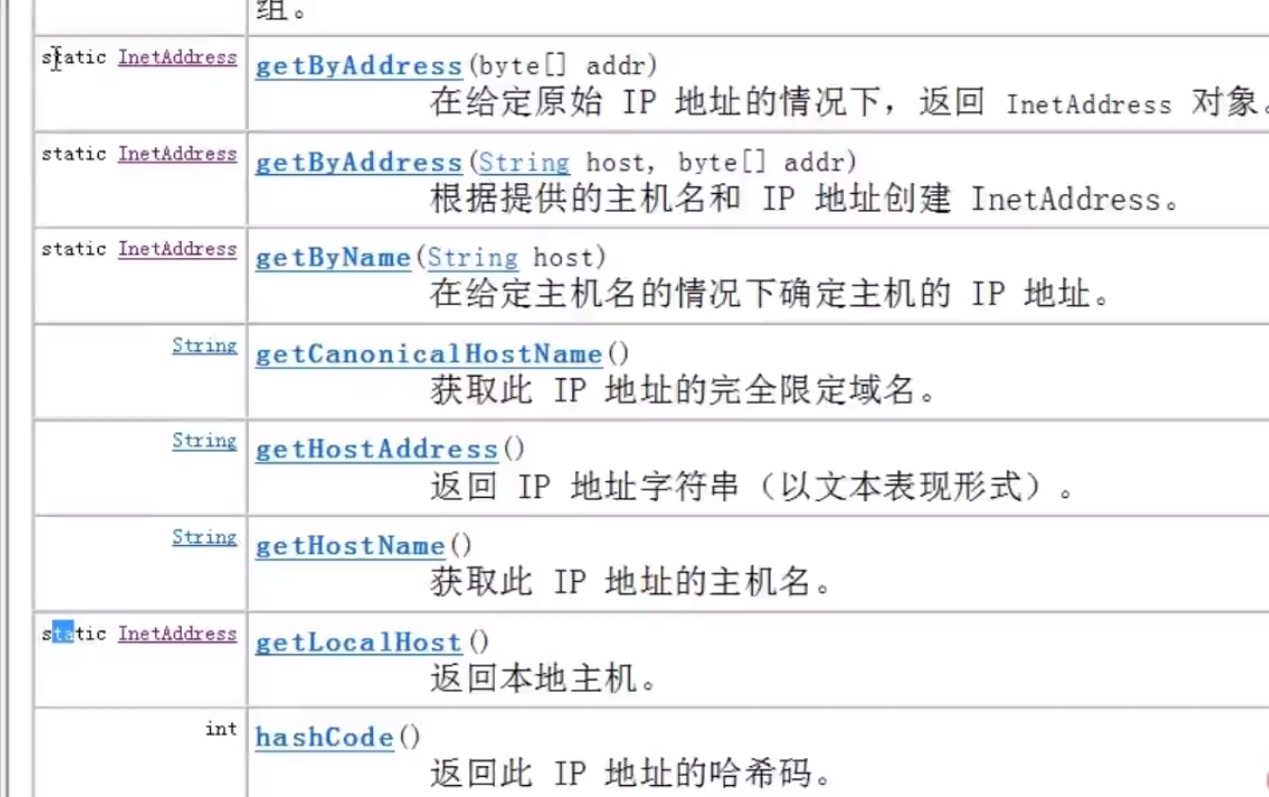 组。
static InetAddress getByAddress(byte[] addr)
在给定原始 IP 地址的情况下，返回 InetAddress 对象。
static InetAddress getByAddress(String host, byte[] addr)
根据提供的主机名和 IP 地址创建 InetAddress。
static InetAddress getByName(String host)
在给定主机名的情况下确定主机的 IP 地址。
String getCanonicalHostName()
获取此 IP 地址的完全限定域名。
String getHostAddress()
返回 IP 地址字符串（以文本表现形式）。
String getHostName()
获取此 IP 地址的主机名。
static InetAddress getLocalHost()
返回本地主机。
int hashCode()
返回此 IP 地址的哈希码。